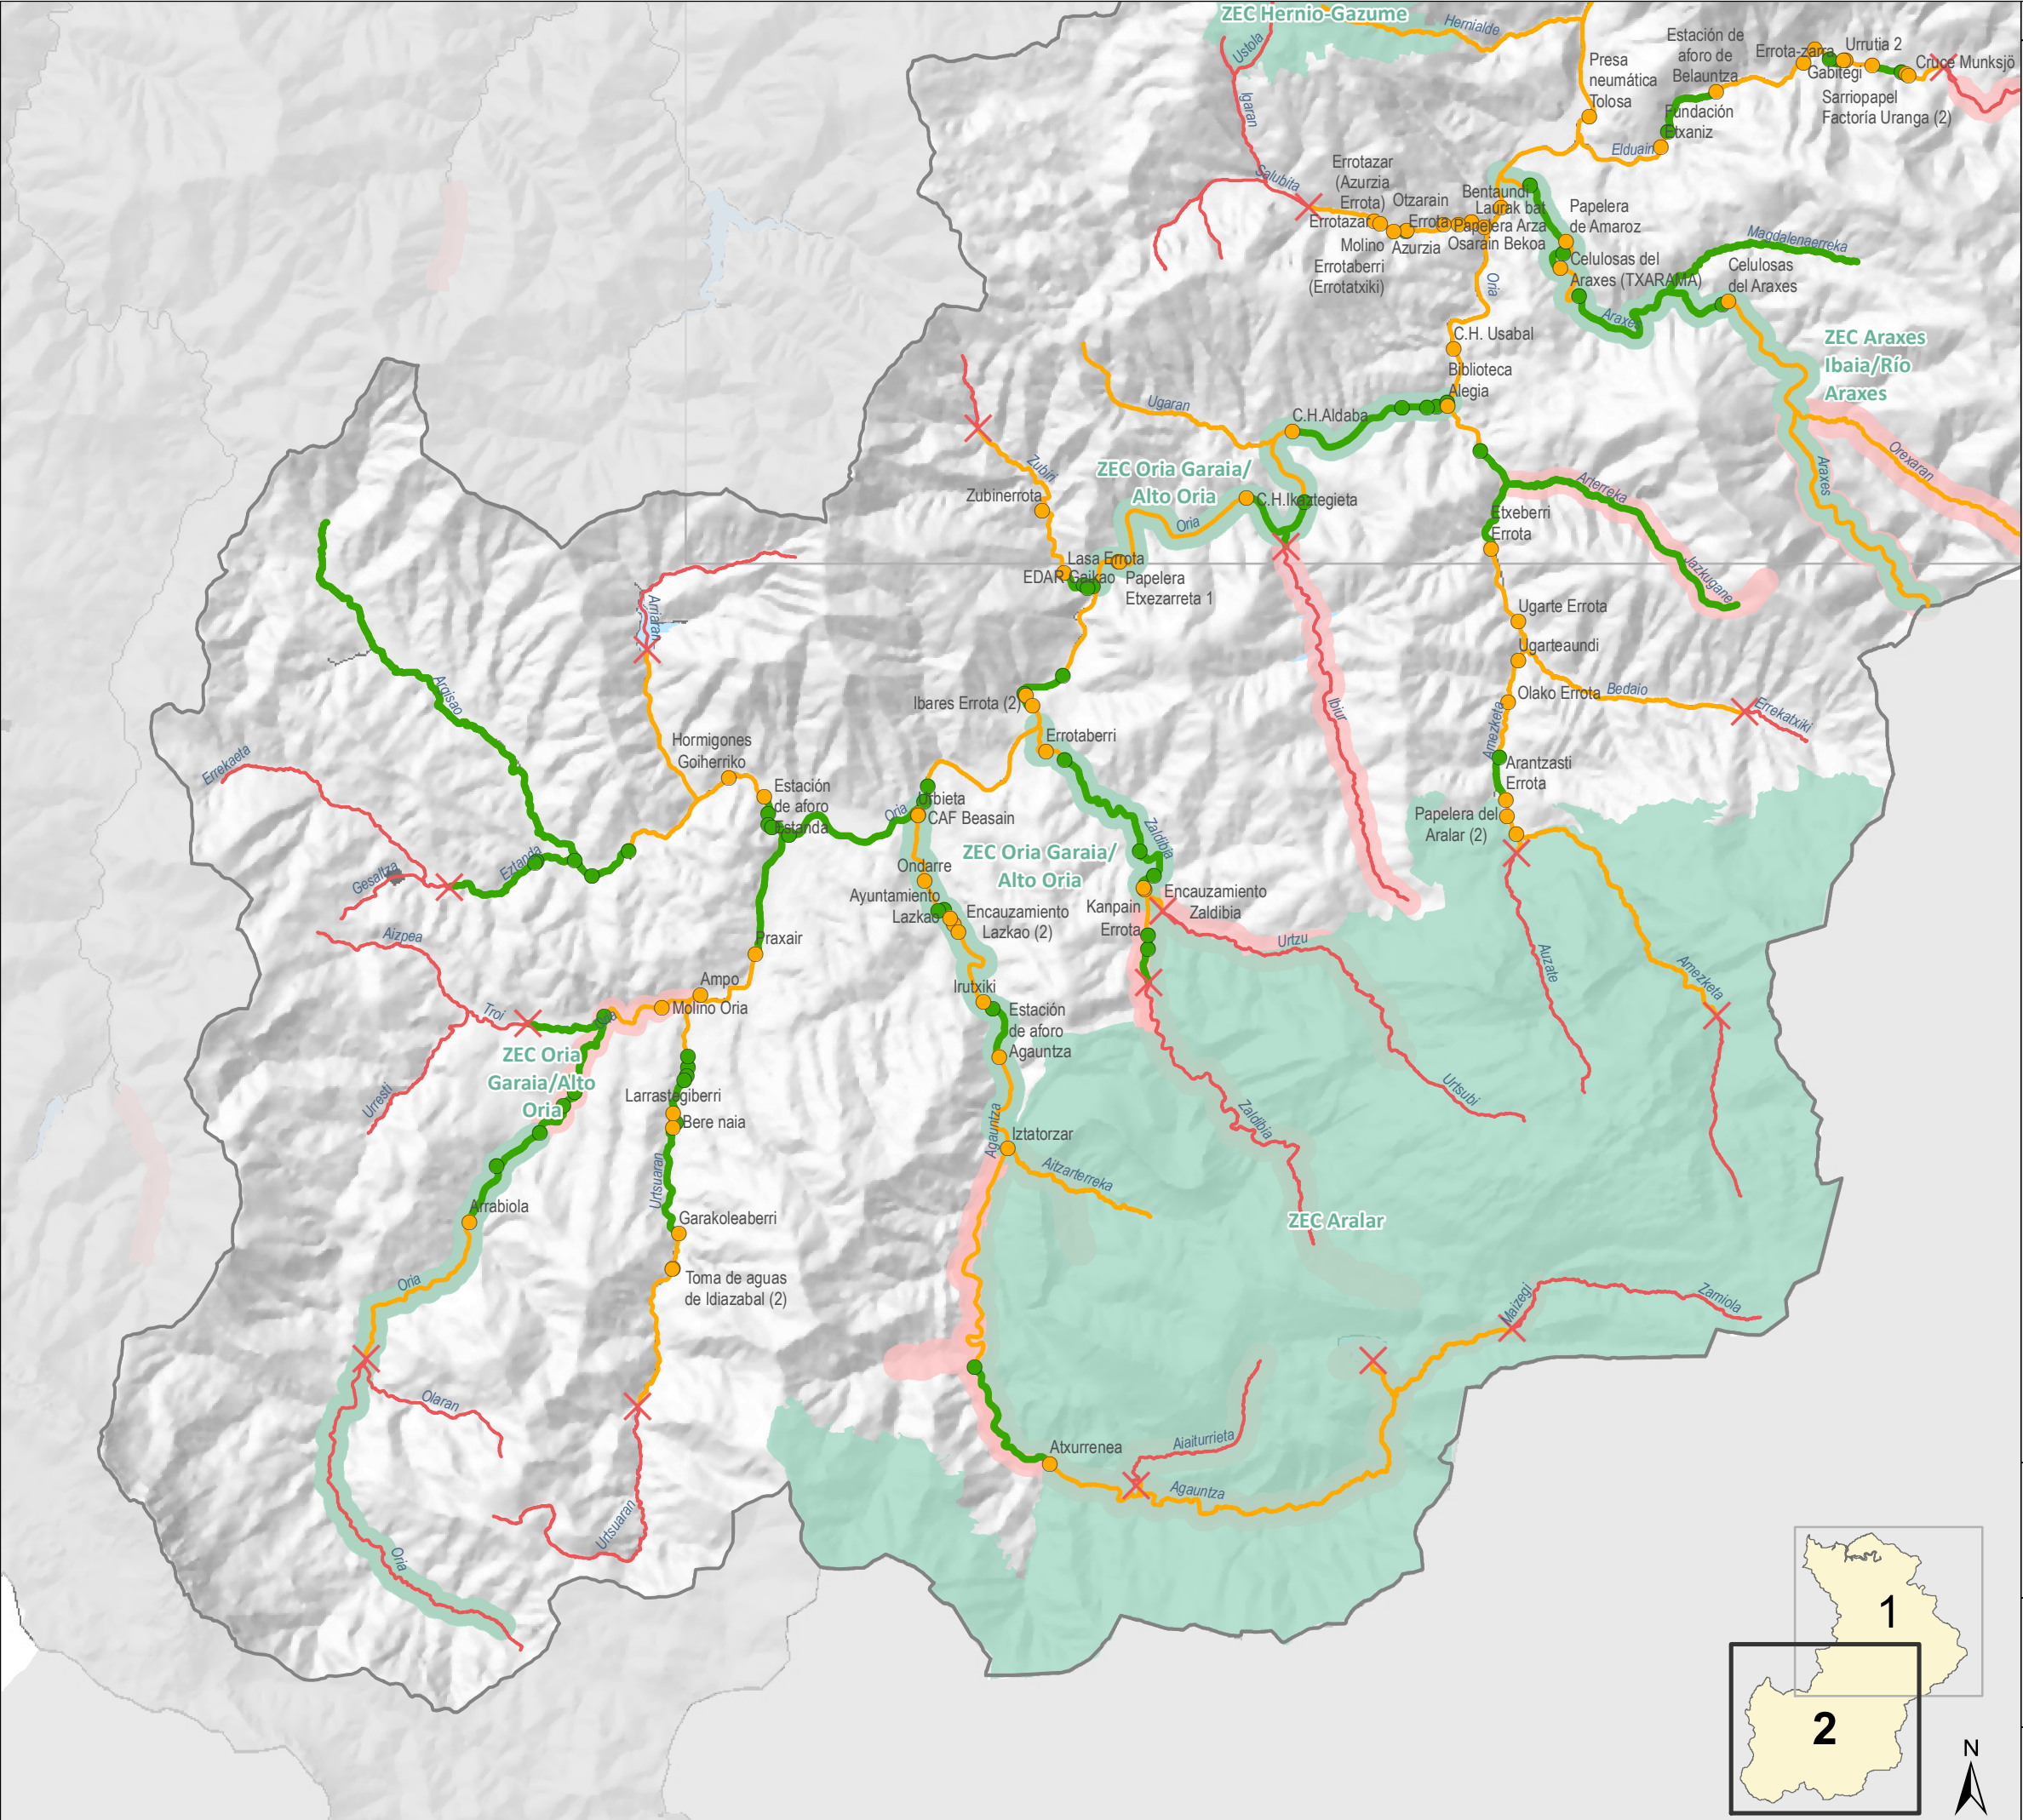 ZEC Hernio-Gazume
Hernialde
Ustola
Igaran
Salubita
Presa
neumática
Tolosa
Estación de
aforo de
Belauntza
Errota-zarra
Urrutia 2
Gabitegi
Cruce Munksjö
Sarriopapel
Factoría Uranga (2)
Fundación
Etxaniz
Elduain
Errotazar
(Azurzia
Errota)
Otzarain
Errota
Errotazar
Molino
Errotaberri
(Errotatxiki)
Azurzia
Bentaundi
Laurak bat
Papelera Arza
Osarain Bekoa
Papelera
de Amaroz
Celulosas del
Araxes (TXARAMA)
Magdalenaerreka
Celulosas
del Araxes
Araxes
ZEC Araxes
Ibaia/Río
Araxes
Oria
C.H. Usabal
Biblioteca
Alegia
C.H.Aldaba
Ugaran
ZEC Oria Garaia/
Alto Oria
C.H.Ikaztegieta
Oria
Zubiri
Zubinerrota
Lasa Errota
EDAR Gaikao
Papelera
Etxezarreta 1
Arterreka
Jazkugane
Orexaran
Araxes
Etxeberri
Errota
Ugarte Errota
Ugarteaundi
Olako Errota
Bedaio
Errekatxiki
Amezketa
Arantzasti
Errota
Papelera del
Aralar (2)
Ibiur
Arriaran
Argisao
Errekaeta
Hormigones
Goiherriko
Estación
de aforo
Estanda
Ibares Errota (2)
Errotaberri
Urbieta
CAF Beasain
Oria
Eztanda
Gesaltza
Aizpea
Troi
Urresti
ZEC Oria Garaia/
Alto Oria
Zaldibia
Ondarre
Ayuntamiento
Lazkao
Encauzamiento
Lazkao (2)
Kanpain
Errota
Encauzamiento
Zaldibia
Urtzu
Auzate
Amezketa
Praxair
Ampo
Molino Oria
Irutxiki
Estación
de aforo
Agauntza
ZEC Oria
Garaia/Alto
Oria
Larrastegiberri
Bere naia
Urtsuaran
Agauntza
Iztatorzar
Aitzarterreka
Zaldibia
Urtsubi
ZEC Aralar
Arrabiola
Garakoleaberri
Toma de aguas
de Idiazabal (2)
Oria
Olaran
Maizegi
Zamiola
Atxurrenea
Aiaiturrieta
Agauntza
Urtsuaran
Oria
1
2
N